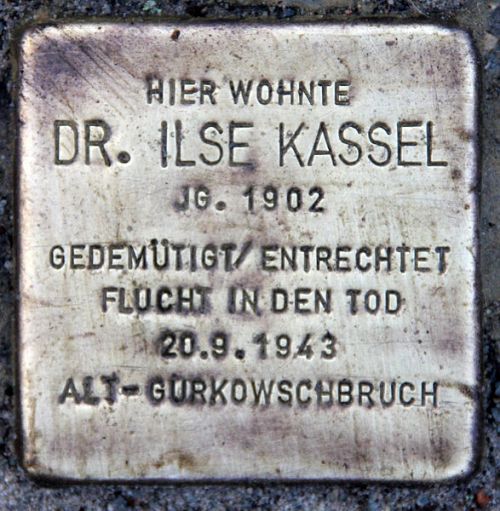 HIER WOHNTE
DR. ILSE KASSEL
JG. 1902
GEDEMÜTIGT/ENTRECHTET
FLUCHT IN DEN TOD
20.9.1943
ALT-GURKOWSCHBRUCH